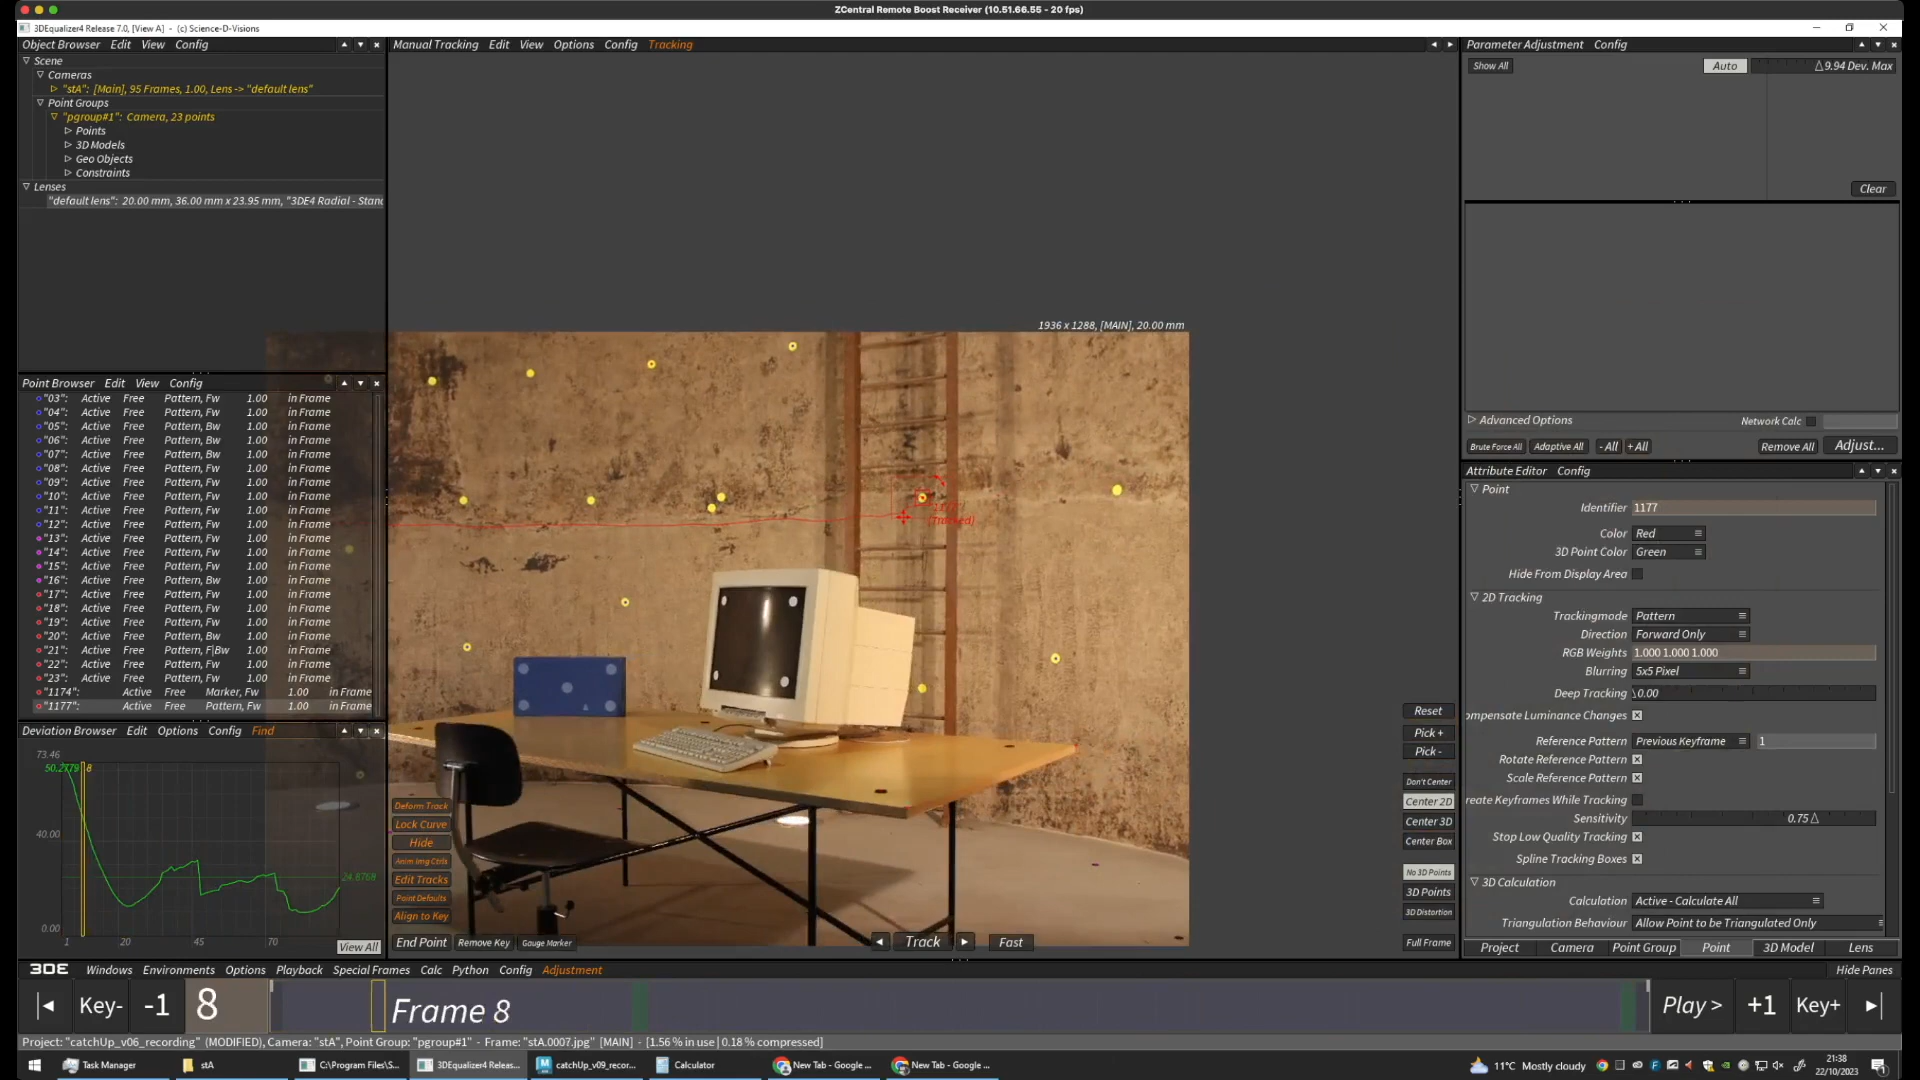 ZCentral Remote Boost Receiver (10.51.66.55 - 20 fps)
3DEqualizer4 Release 7.0, [View A] - (c) Science-D-Visions
Object Browser Edit View Config
Scene
Cameras
"stA": [Main], 95 Frames, 1.00, Lens -> "default lens"
Point Groups
"pgroup#1": Camera, 23 points
Points
3D Models
Geo Objects
Constraints
Lenses
"default lens": 20.00 mm, 36.00 mm x 23.95 mm, "3DE4 Radial - Stand
Point Browser Edit View Config
"03": Active Free Pattern, Fw 1.00 in Frame
"04": Active Free Pattern, Fw 1.00 in Frame
"05": Active Free Pattern, Bw 1.00 in Frame
"06": Active Free Pattern, Bw 1.00 in Frame
"07": Active Free Pattern, Bw 1.00 in Frame
"08": Active Free Pattern, Fw 1.00 in Frame
"09": Active Free Pattern, Fw 1.00 in Frame
"10": Active Free Pattern, Fw 1.00 in Frame
"11": Active Free Pattern, Fw 1.00 in Frame
"12": Active Free Pattern, Fw 1.00 in Frame
"13": Active Free Pattern, Fw 1.00 in Frame
"14": Active Free Pattern, Fw 1.00 in Frame
"15": Active Free Pattern, Fw 1.00 in Frame
"16": Active Free Pattern, Bw 1.00 in Frame
"17": Active Free Pattern, Fw 1.00 in Frame
"18": Active Free Pattern, Fw 1.00 in Frame
"19": Active Free Pattern, Fw 1.00 in Frame
"20": Active Free Pattern, Bw 1.00 in Frame
"21": Active Free Pattern, F|Bw 1.00 in Frame
"22": Active Free Pattern, Fw 1.00 in Frame
"23": Active Free Pattern, Fw 1.00 in Frame
"1174": Active Free Marker, Fw 1.00 in Frame
"1177": Active Free Pattern, Fw 1.00 in Frame
Deviation Browser Edit Options Config Find
73.46
50.2779 8
40.00
24.8768
0.00
1 20 45 70
View All
Manual Tracking Edit View Options Config Tracking
1936 x 1288, [MAIN], 20.00 mm
Deform Track
Lock Curve
Hide
Anim Img Ctrls
Edit Tracks
Point Defaults
Align to Key
End Point Remove Key Gauge Marker
Track Fast
Reset
Pick +
Pick -
Don't Center
Center 2D
Center 3D
Center Box
No 3D Points
3D Points
3D Distortion
Full Frame
Parameter Adjustment Config
Show All Auto 9.94 Dev. Max
Clear
Advanced Options Network Calc
Brute Force All Adaptive All - All + All Remove All Adjust...
Attribute Editor Config
Point
Identifier 1177
Color Red
3D Point Color Green
Hide From Display Area
2D Tracking
Trackingmode Pattern
Direction Forward Only
RGB Weights 1.000 1.000 1.000
Blurring 5x5 Pixel
Deep Tracking 0.00
ompensate Luminance Changes
Reference Pattern Previous Keyframe 1
Rotate Reference Pattern
Scale Reference Pattern
reate Keyframes While Tracking
Sensitivity 0.75
Stop Low Quality Tracking
Spline Tracking Boxes
3D Calculation
Calculation Active - Calculate All
Triangulation Behaviour Allow Point to be Triangulated Only
Project Camera Point Group Point 3D Model Lens
3DE Windows Environments Options Playback Special Frames Calc Python Config Adjustment Hide Panes
Key- -1 8 Frame 8 Play > +1 Key+
Project: "catchUp_v06_recording" (MODIFIED), Camera: "stA", Point Group: "pgroup#1" - Frame: "stA.0007.jpg" [MAIN] - [1.56 % in use | 0.18 % compressed]
Task Manager stA C:\Program Files\S... 3DEqualizer4 Releas... catchUp_v09_recor... Calculator New Tab - Google ... New Tab - Google ... 11°C Mostly cloudy
21:38
22/10/2023